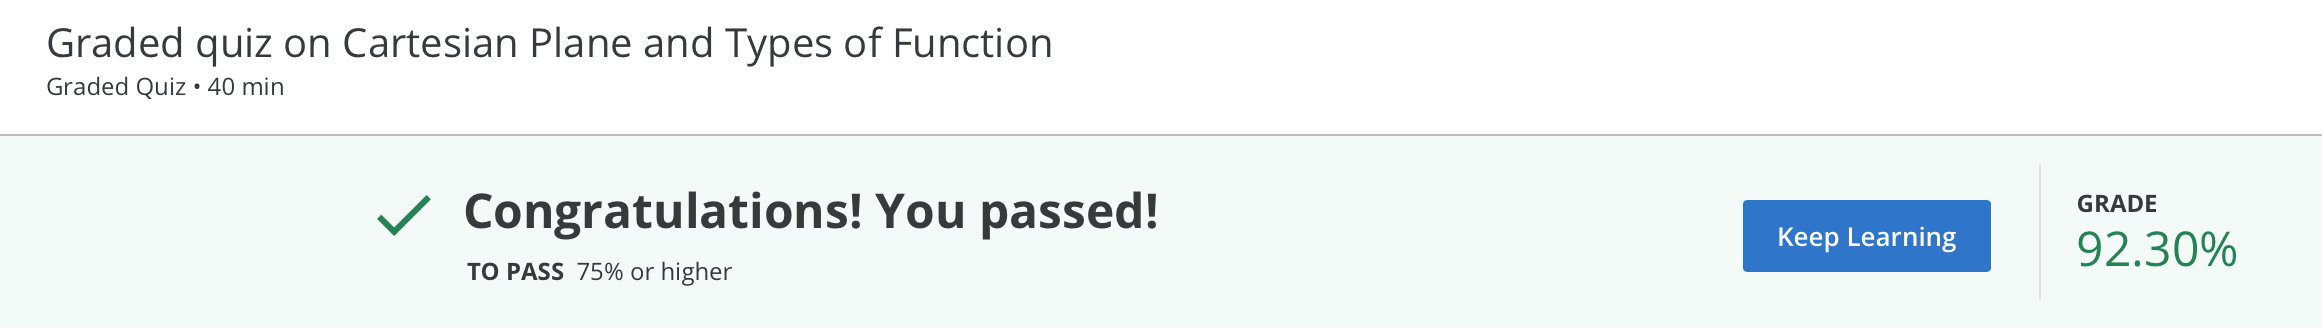 Graded quiz on Cartesian Plane and Types of Function
Graded Quiz • 40 min
Congratulations! You passed!
TO PASS 75% or higher
Keep Learning
GRADE
92.30%